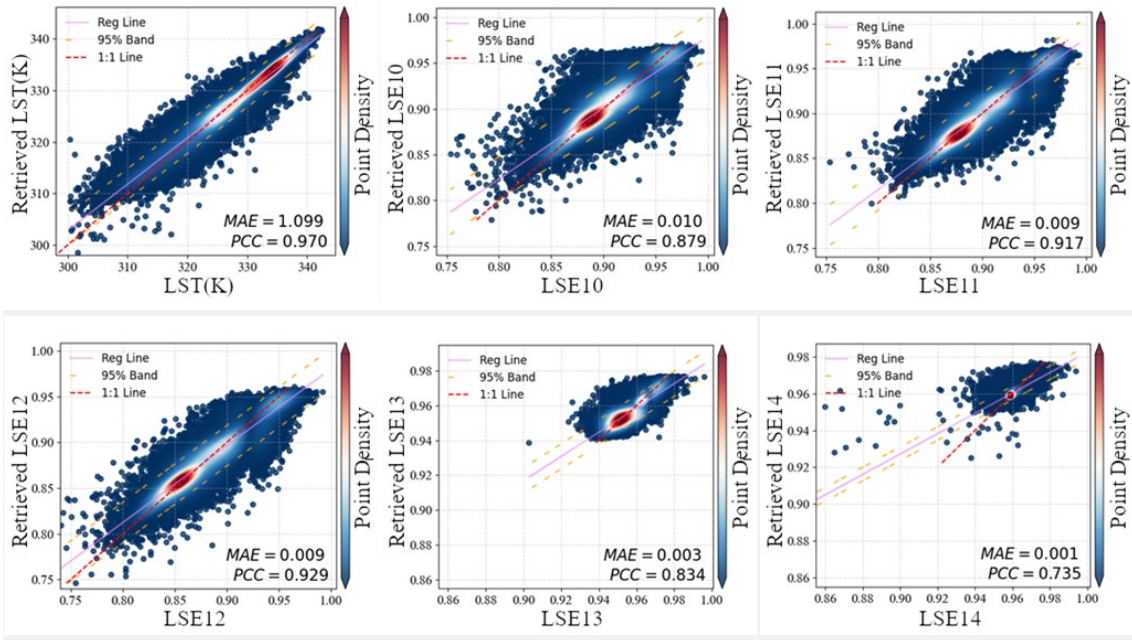 Reg Line
95% Band
1:1 Line
340
330
320
310
300
Retrieved LST(K)
MAE = 1.099
PCC = 0.970
300 310 320 330 340
LST(K)
Point Density
Reg Line
95% Band
1:1 Line
1.00
0.95
0.90
0.85
0.80
0.75
Retrieved LSE10
MAE = 0.010
PCC = 0.879
0.75 0.80 0.85 0.90 0.95 1.00
LSE10
Point Density
Reg Line
95% Band
1:1 Line
1.00
0.95
0.90
0.85
0.80
0.75
Retrieved LSE11
MAE = 0.009
PCC = 0.917
0.75 0.80 0.85 0.90 0.95 1.00
LSE11
Point Density
Reg Line
95% Band
1:1 Line
1.00
0.95
0.90
0.85
0.80
0.75
Retrieved LSE12
MAE = 0.009
PCC = 0.929
0.75 0.80 0.85 0.90 0.95 1.00
LSE12
Point Density
Reg Line
95% Band
1:1 Line
0.98
0.96
0.94
0.92
0.90
0.88
0.86
Retrieved LSE13
MAE = 0.003
PCC = 0.834
0.86 0.88 0.90 0.92 0.94 0.96 0.98 1.00
LSE13
Point Density
Reg Line
95% Band
1:1 Line
0.98
0.96
0.94
0.92
0.90
0.88
0.86
Retrieved LSE14
MAE = 0.001
PCC = 0.735
0.86 0.88 0.90 0.92 0.94 0.96 0.98 1.00
LSE14
Point Density